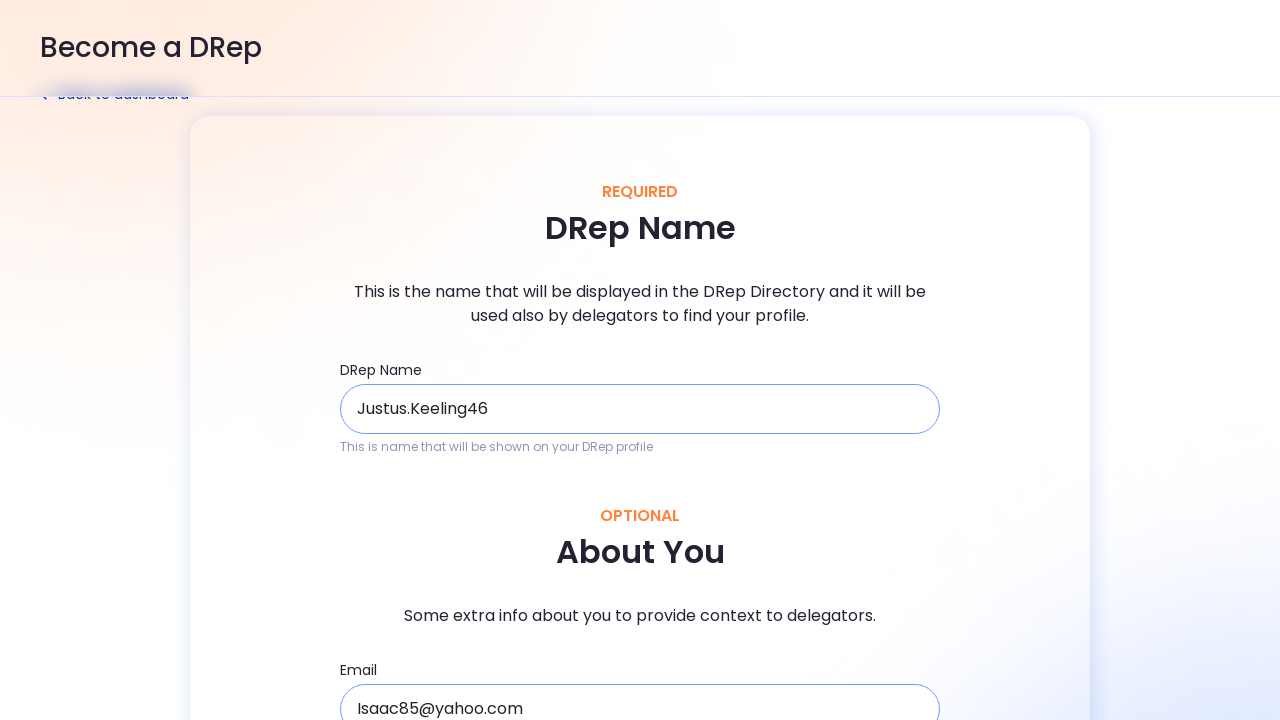 Become a DRep
Back to dashboard
REQUIRED
DRep Name
This is the name that will be displayed in the DRep Directory and it will be
used also by delegators to find your profile.
DRep Name
Justus.Keeling46
This is name that will be shown on your DRep profile
OPTIONAL
About You
Some extra info about you to provide context to delegators.
Email
Isaac85@yahoo.com